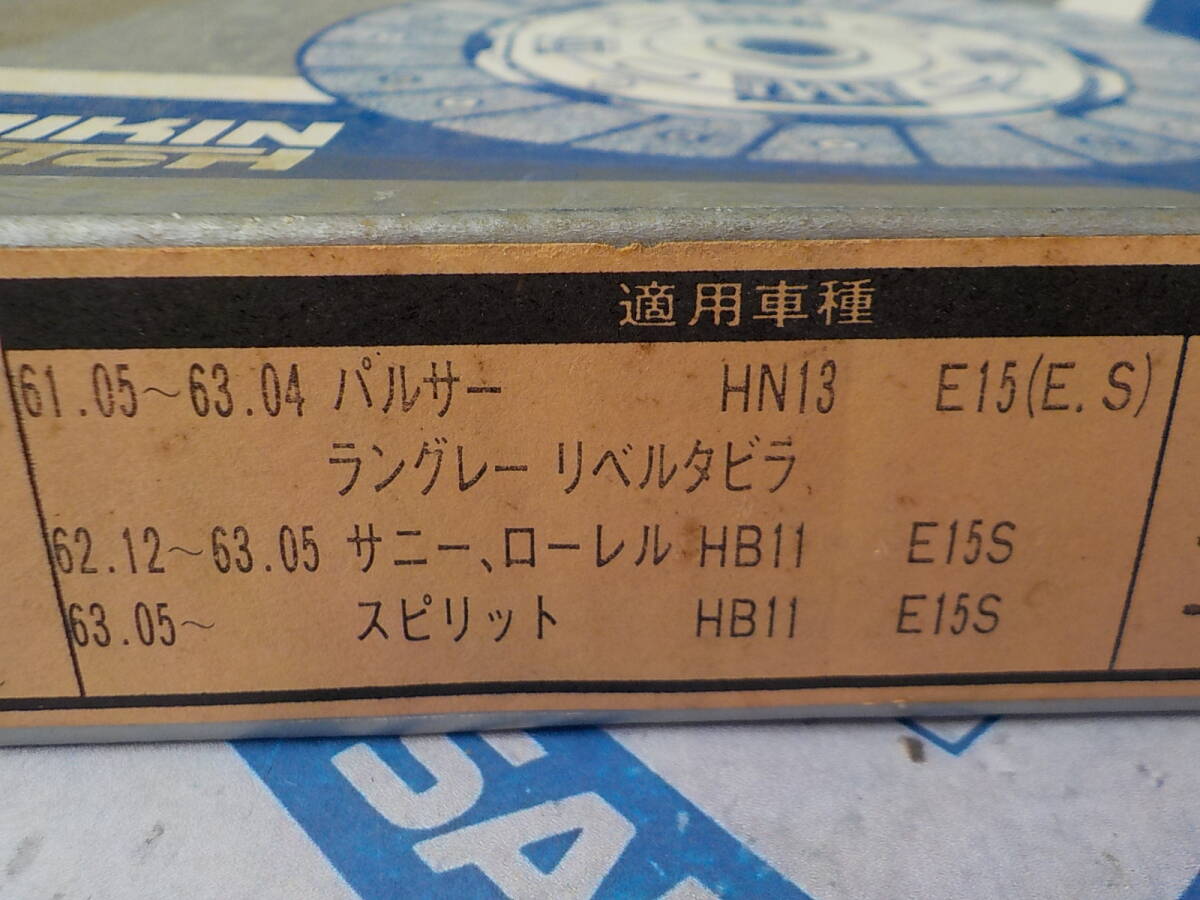 適用車種
61.05~63.04 パルサー HN13 E15(E.S)
ラングレー リベルタビラ
62.12~63.05 サニー、ローレル HB11 E15S
63.05~ スピリット HB11 E15S